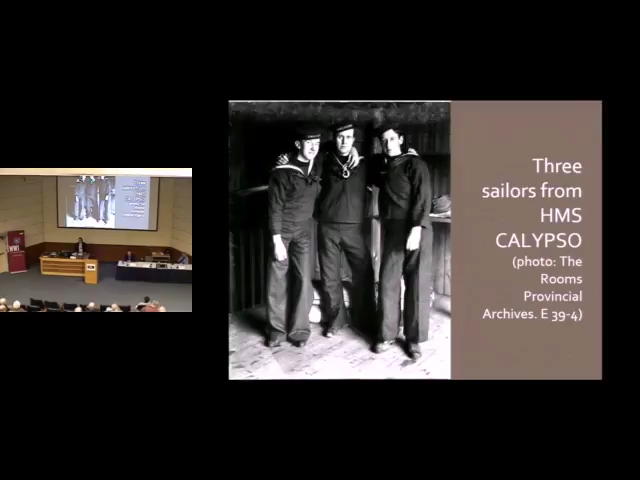 Three
sailors from
HMS
CALYPSO
(photo: The
Rooms
Provincial
Archives. E 39-4)